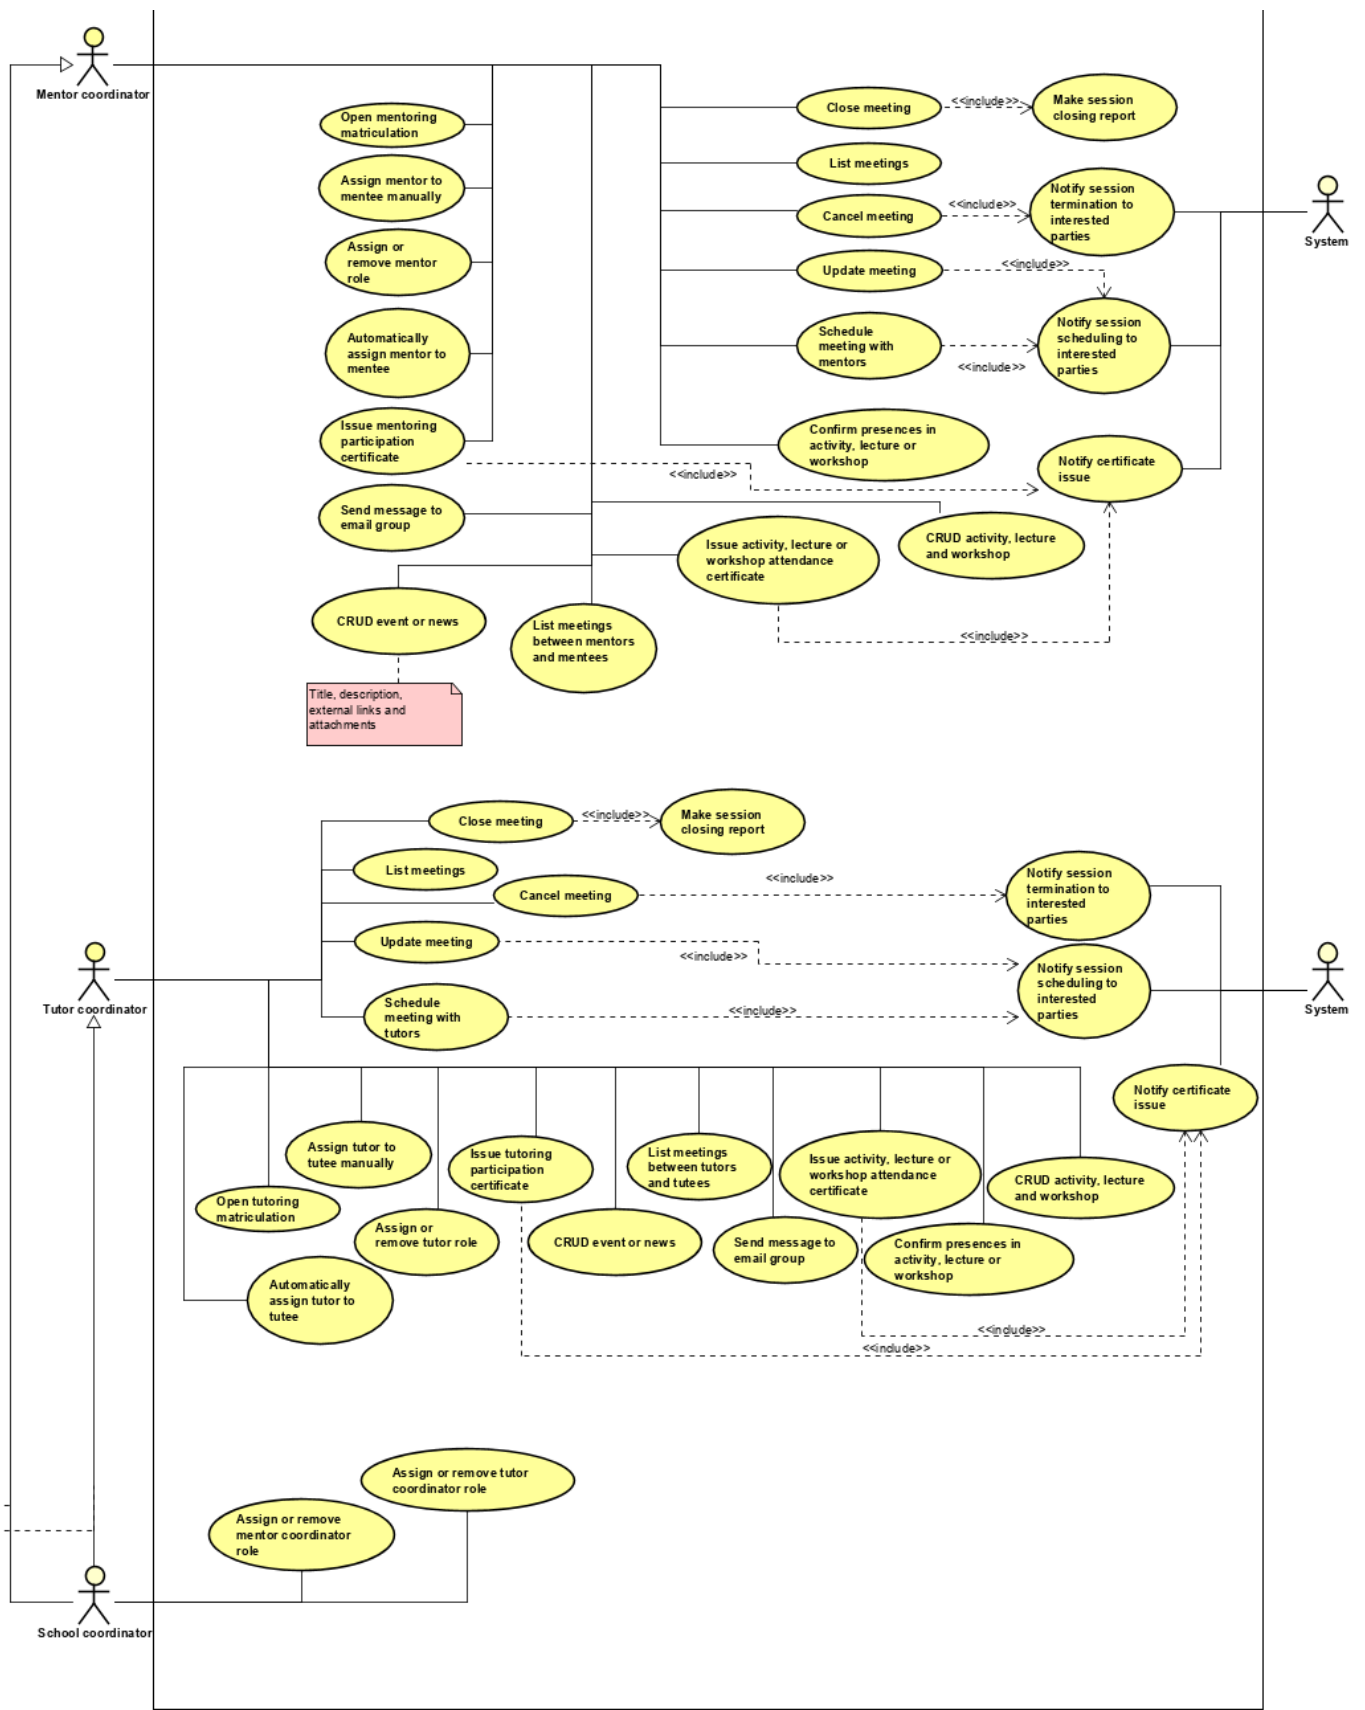 Mentor coordinator
Open mentoring
matriculation
Assign mentor to
mentee manually
Assign or
remove mentor
role
Automatically
assign mentor to
mentee
Issue mentoring
participation
certificate
Send message to
email group
CRUD event or news
Title, description,
external links and
attachments
List meetings
between mentors
and mentees
Close meeting
<<include>>
Make session
closing report
List meetings
Cancel meeting
<<include>>
Notify session
termination to
interested
parties
System
Update meeting
<<include>>
Schedule
meeting with
mentors
<<include>>
Notify session
scheduling to
interested
parties
Confirm presences in
activity, lecture or
workshop
<<include>>
Notify certificate
issue
Issue activity, lecture or
workshop attendance
certificate
CRUD activity, lecture
and workshop
<<include>>
Close meeting
<<include>>
Make session
closing report
List meetings
Cancel meeting
<<include>>
Notify session
termination to
interested
parties
Update meeting
<<include>>
Notify session
scheduling to
interested
parties
Tutor coordinator
System
Schedule
meeting with
tutors
<<include>>
Notify certificate
issue
Assign tutor to
tutee manually
Issue tutoring
participation
certificate
List meetings
between tutors
and tutees
Issue activity, lecture or
workshop attendance
certificate
CRUD activity, lecture
and workshop
Open tutoring
matriculation
Assign or
remove tutor role
CRUD event or news
Send message to
email group
Confirm presences in
activity, lecture or
workshop
Automatically
assign tutor to
tutee
<<include>>
<<include>>
Assign or remove tutor
coordinator role
Assign or remove
mentor coordinator
role
School coordinator